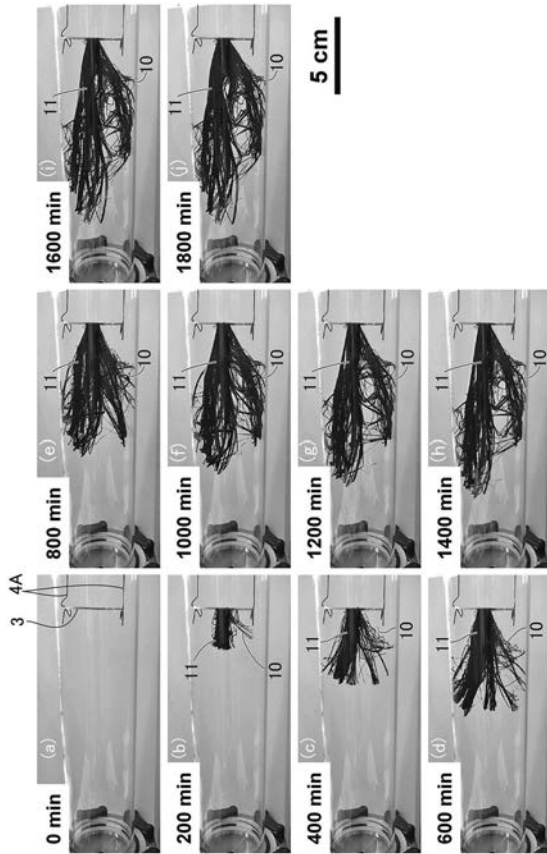 0 min
(a)
3
4A
200 min
(b)
11
10
400 min
(c)
11
10
600 min
(d)
11
10
800 min
(e)
11
10
1000 min
(f)
11
10
1200 min
(g)
11
10
1400 min
(h)
11
10
1600 min
(i)
11
10
1800 min
(j)
11
10
5 cm